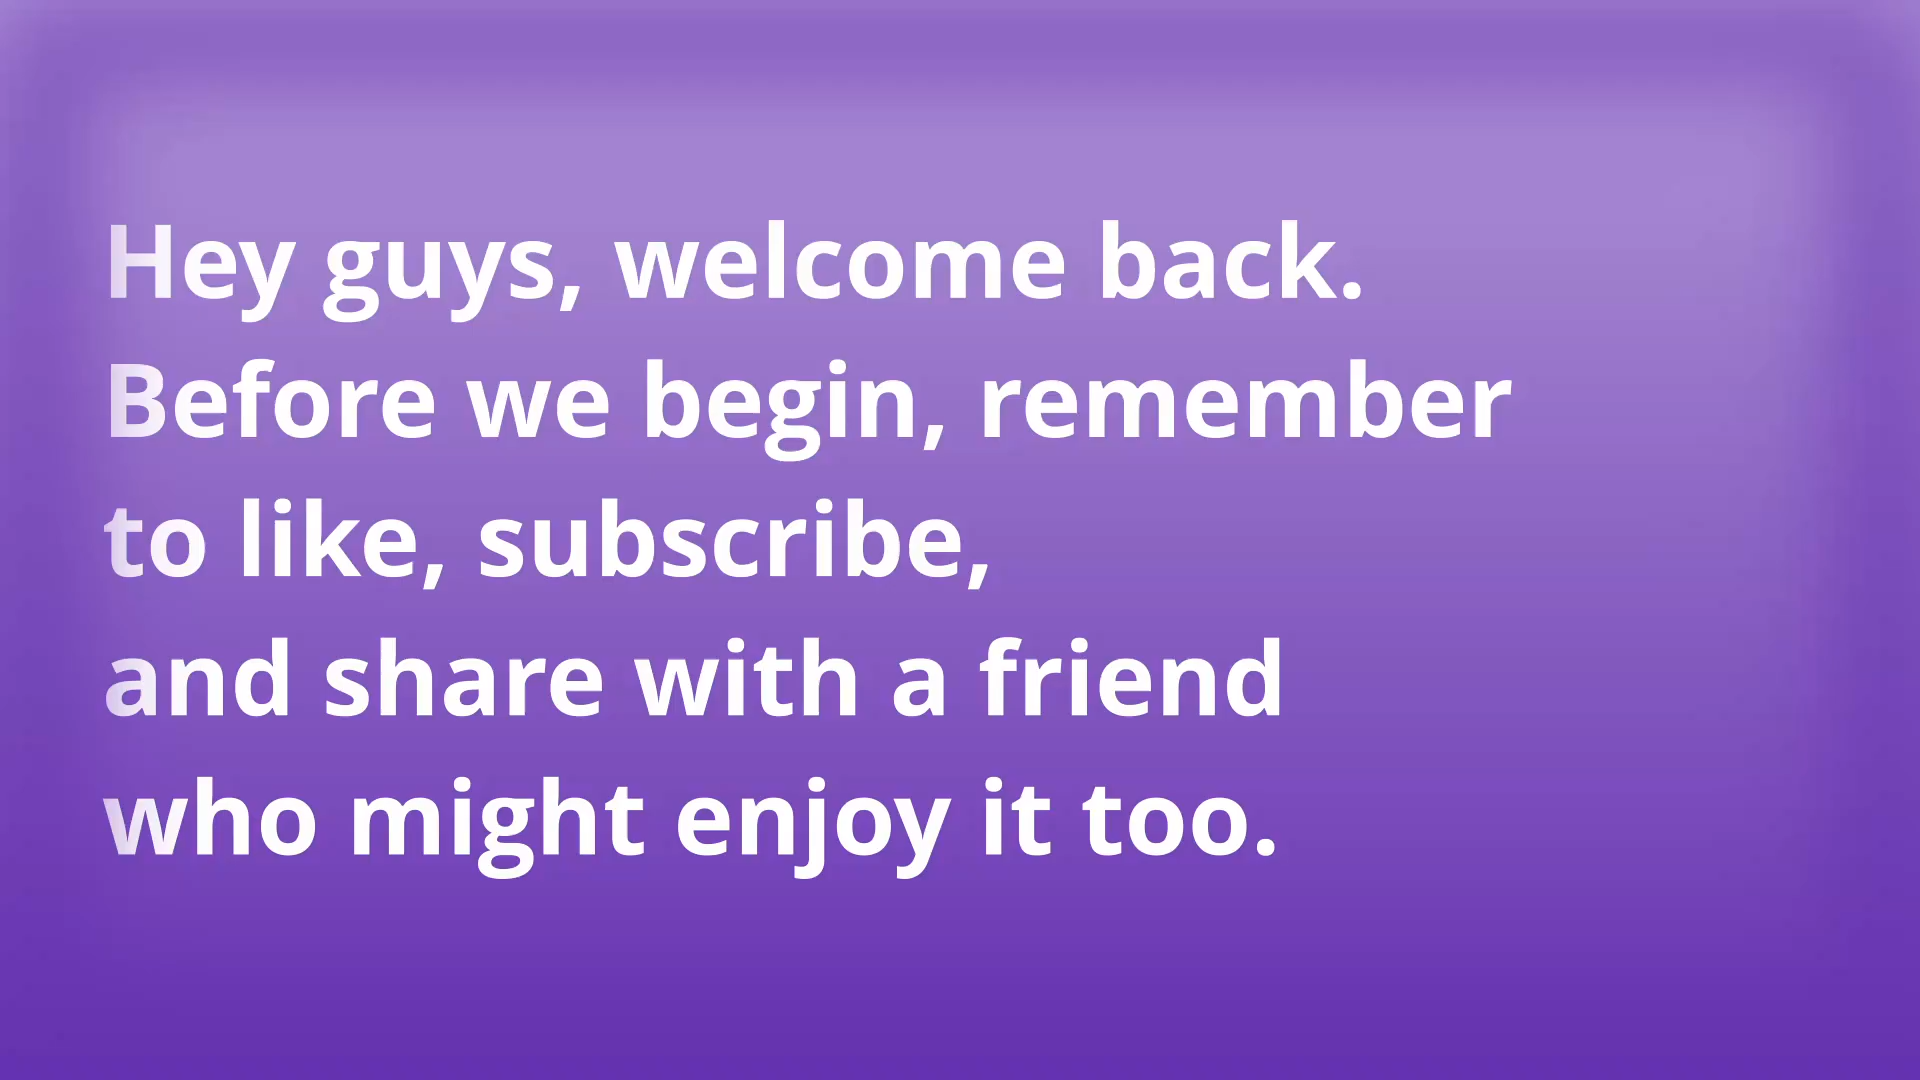 Hey guys, welcome back.
Before we begin, remember
to like, subscribe,
and share with a friend
who might enjoy it too.